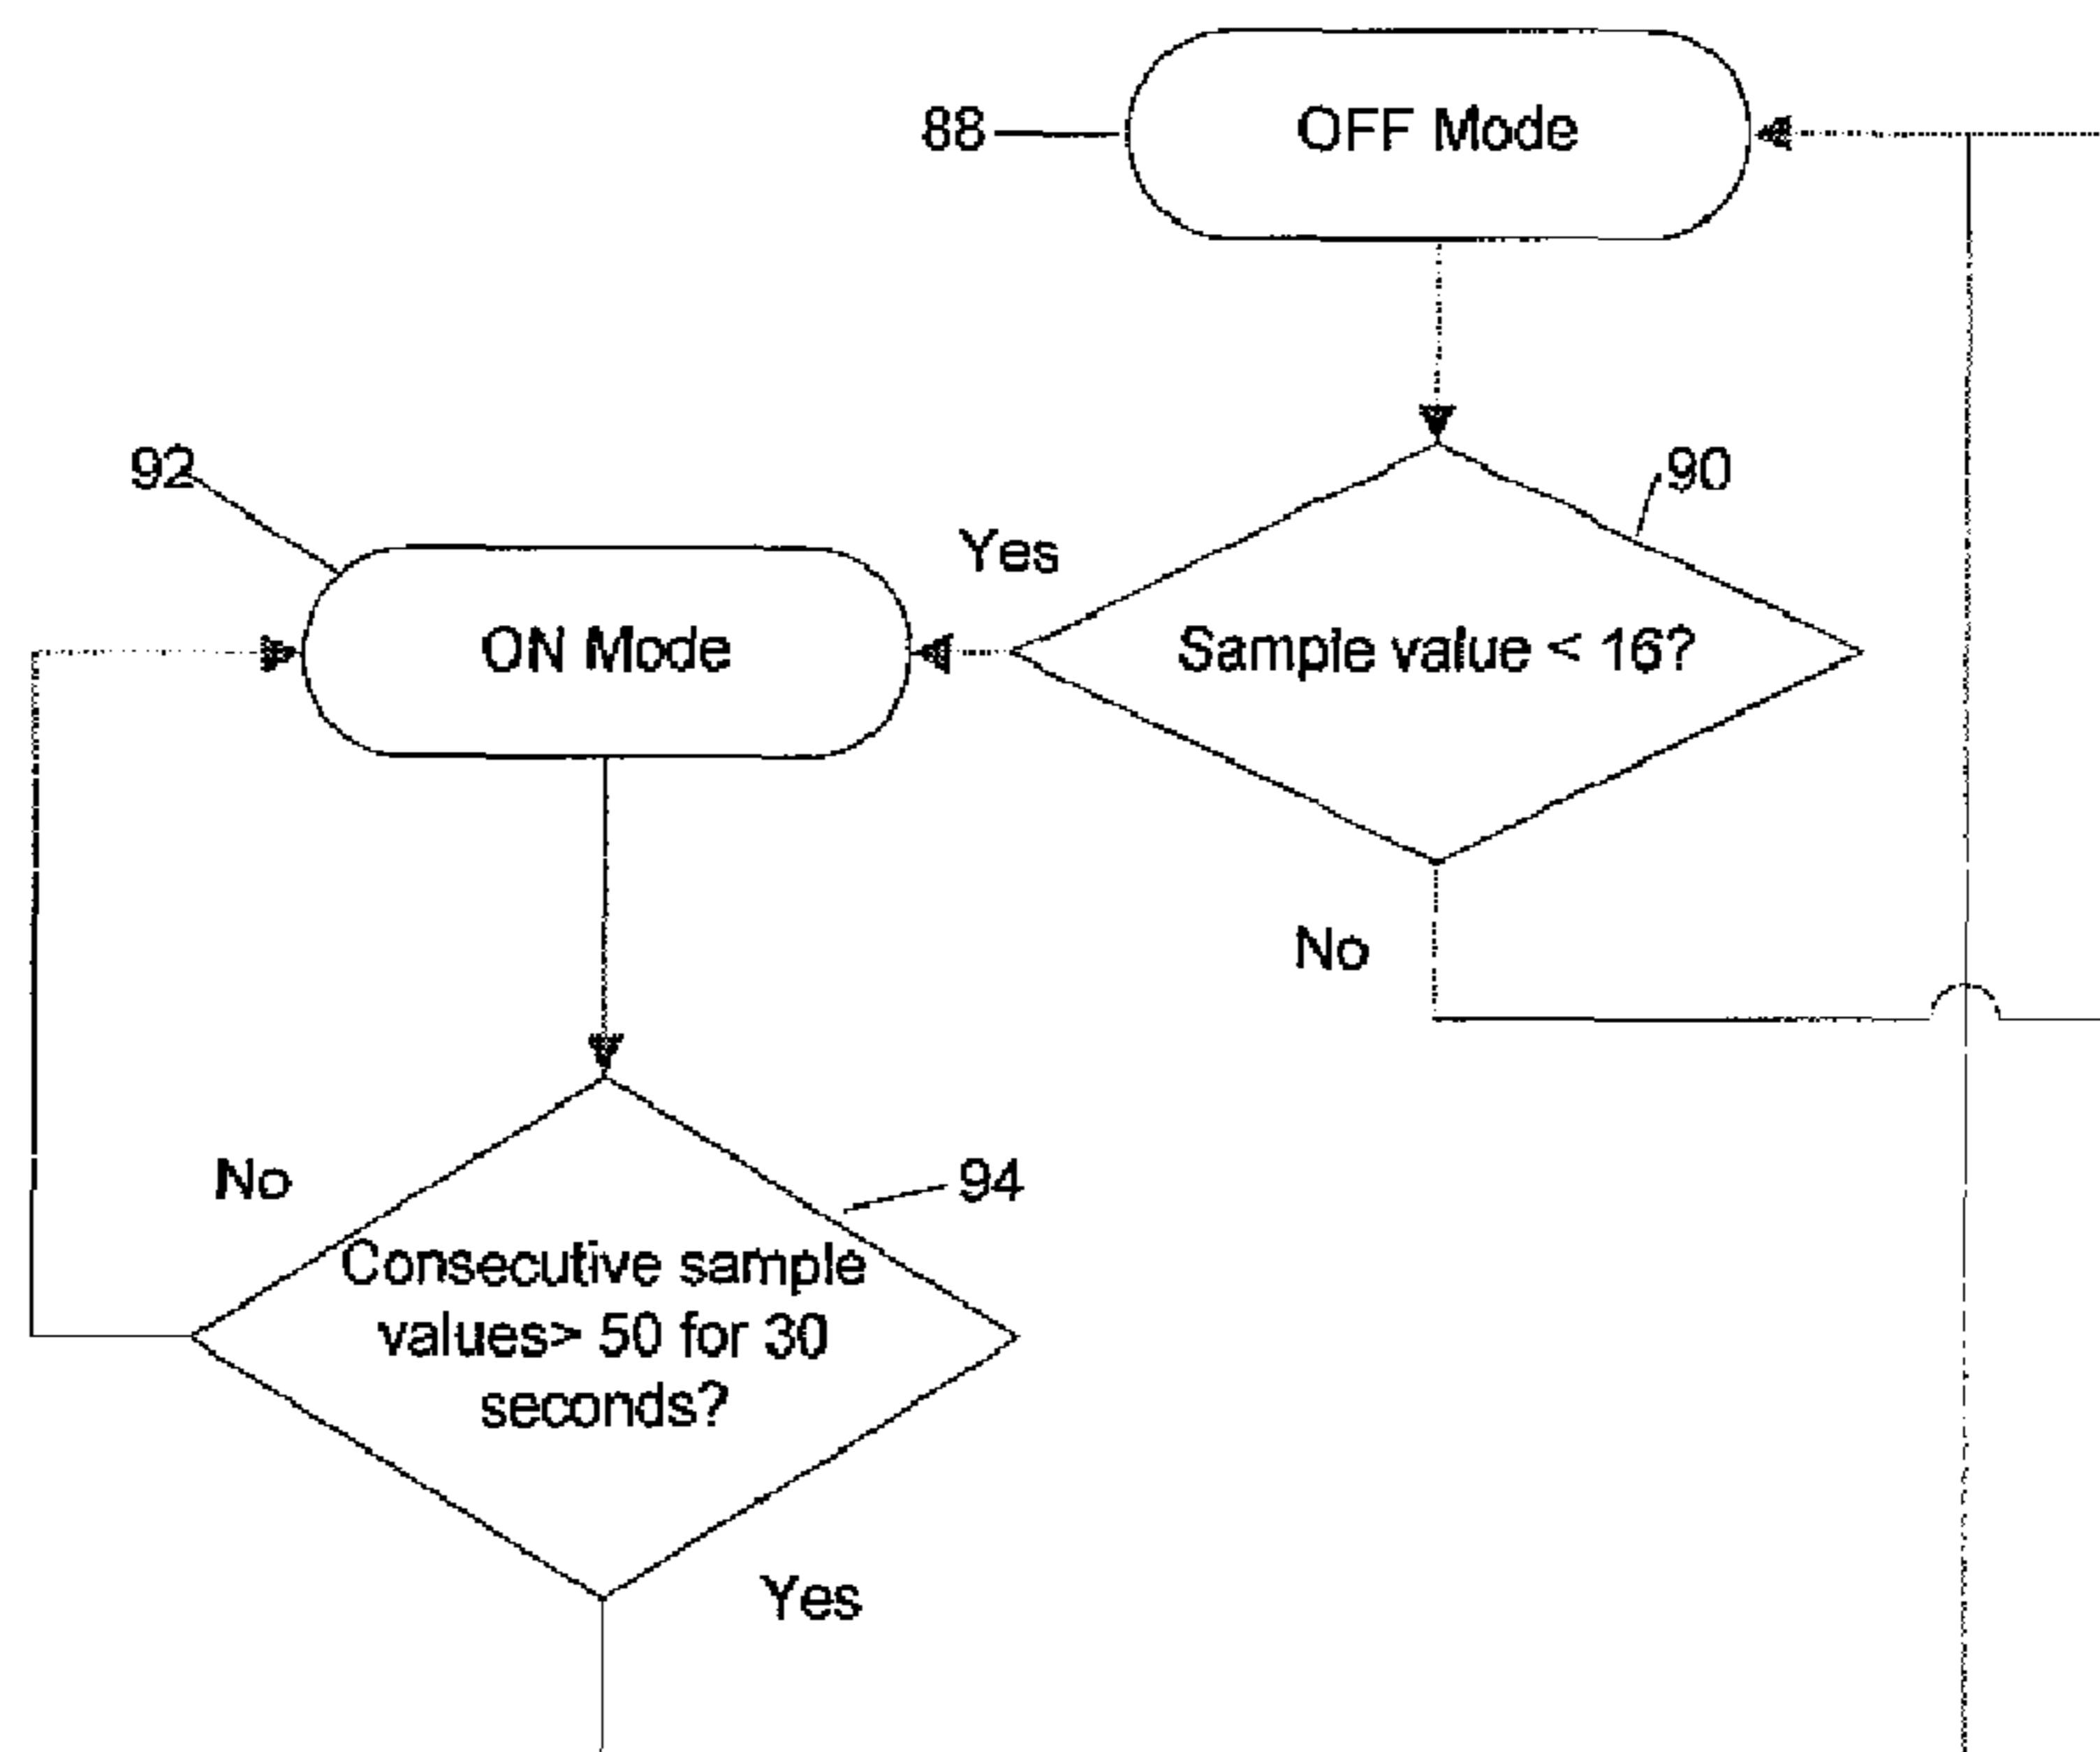 88
OFF Mode
92
90
Yes
ON Mode
Sample value < 16?
No
No
94
Consecutive sample
values> 50 for 30
seconds?
Yes